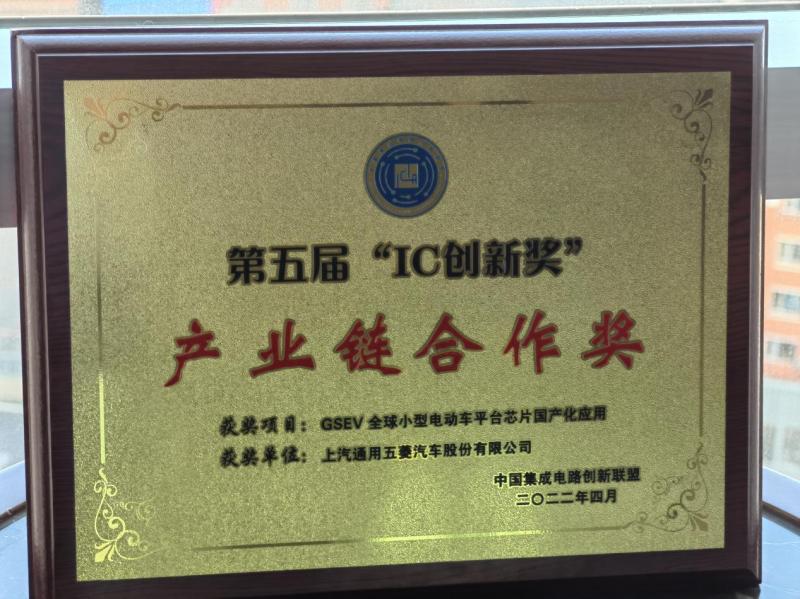 第五届“IC创新奖”
产业链合作奖
获奖项目：GSEV 全球小型电动车平台芯片国产化应用
获奖单位：上汽通用五菱汽车股份有限公司
中国集成电路创新联盟
二〇二二年四月